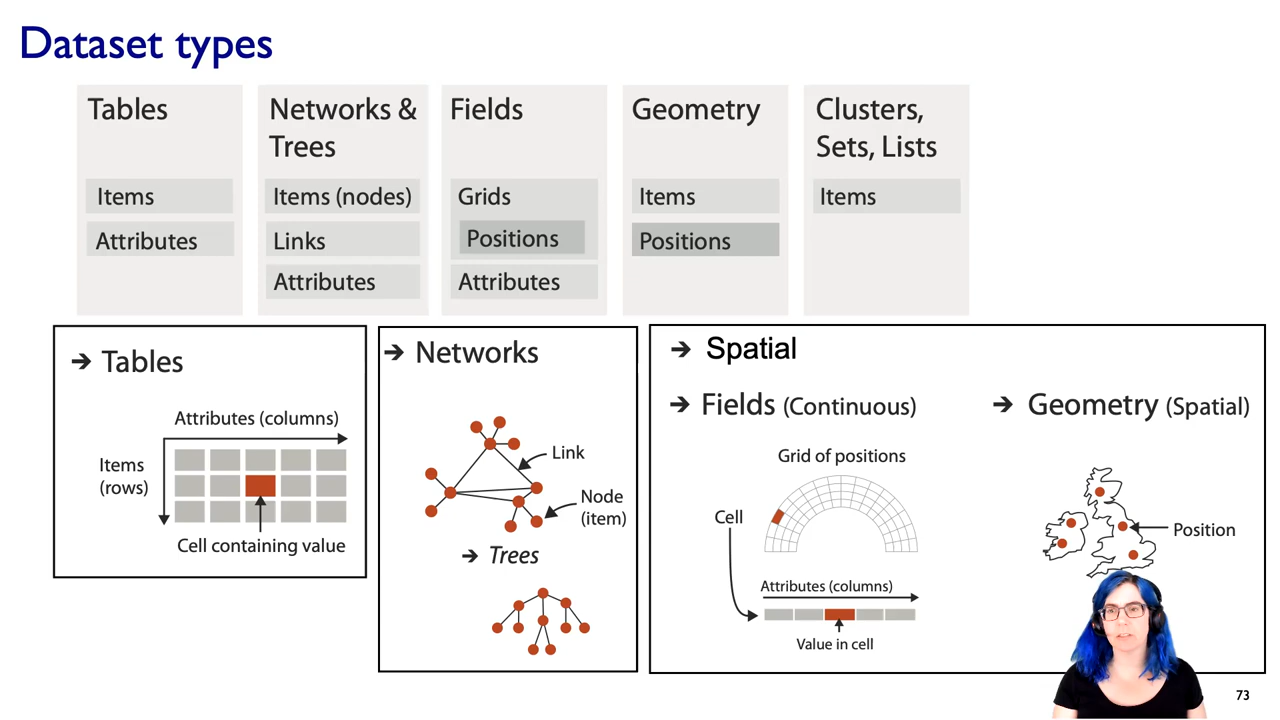 Dataset types
Tables
Items
Attributes
Networks &
Trees
Items (nodes)
Links
Attributes
Fields
Grids
Positions
Attributes
Geometry
Items
Positions
Clusters,
Sets, Lists
Items
➔ Tables
Attributes (columns)
Items
(rows)
Cell containing value
➔ Networks
Link
Node
(item)
➔ Trees
➔ Spatial
➔ Fields (Continuous)
Grid of positions
Cell
Attributes (columns)
Value in cell
➔ Geometry (Spatial)
Position
73